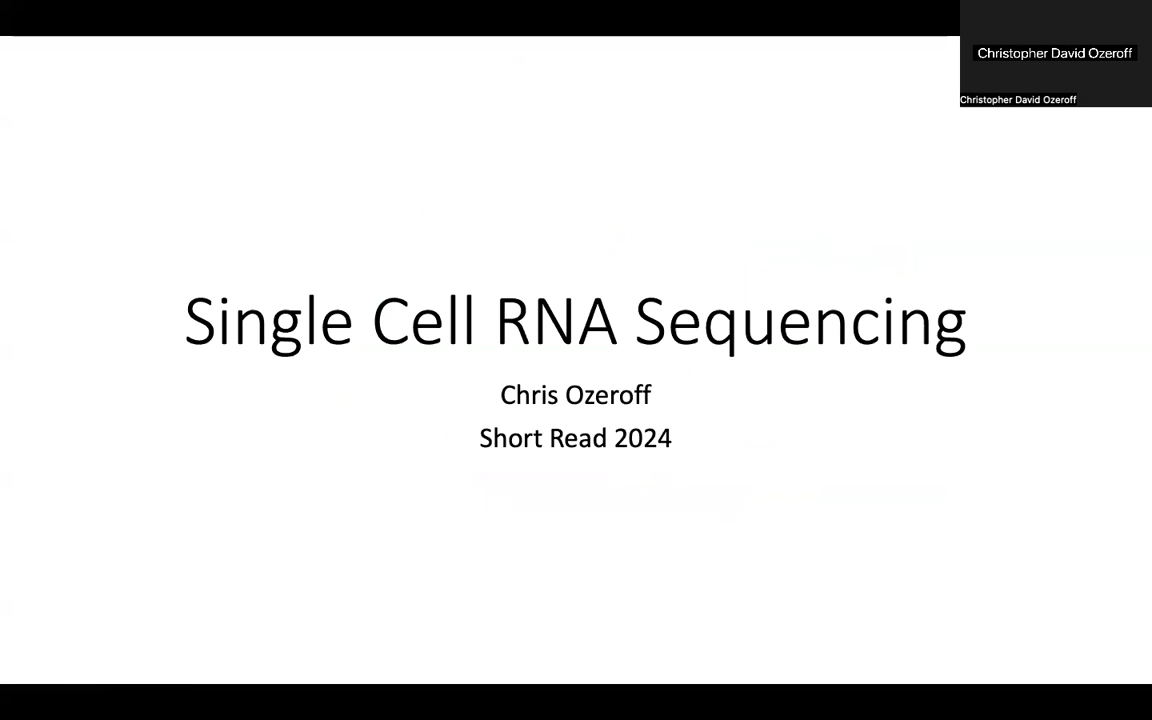 Christopher David Ozeroff
Christopher David Ozeroff
Single Cell RNA Sequencing
Chris Ozeroff
Short Read 2024